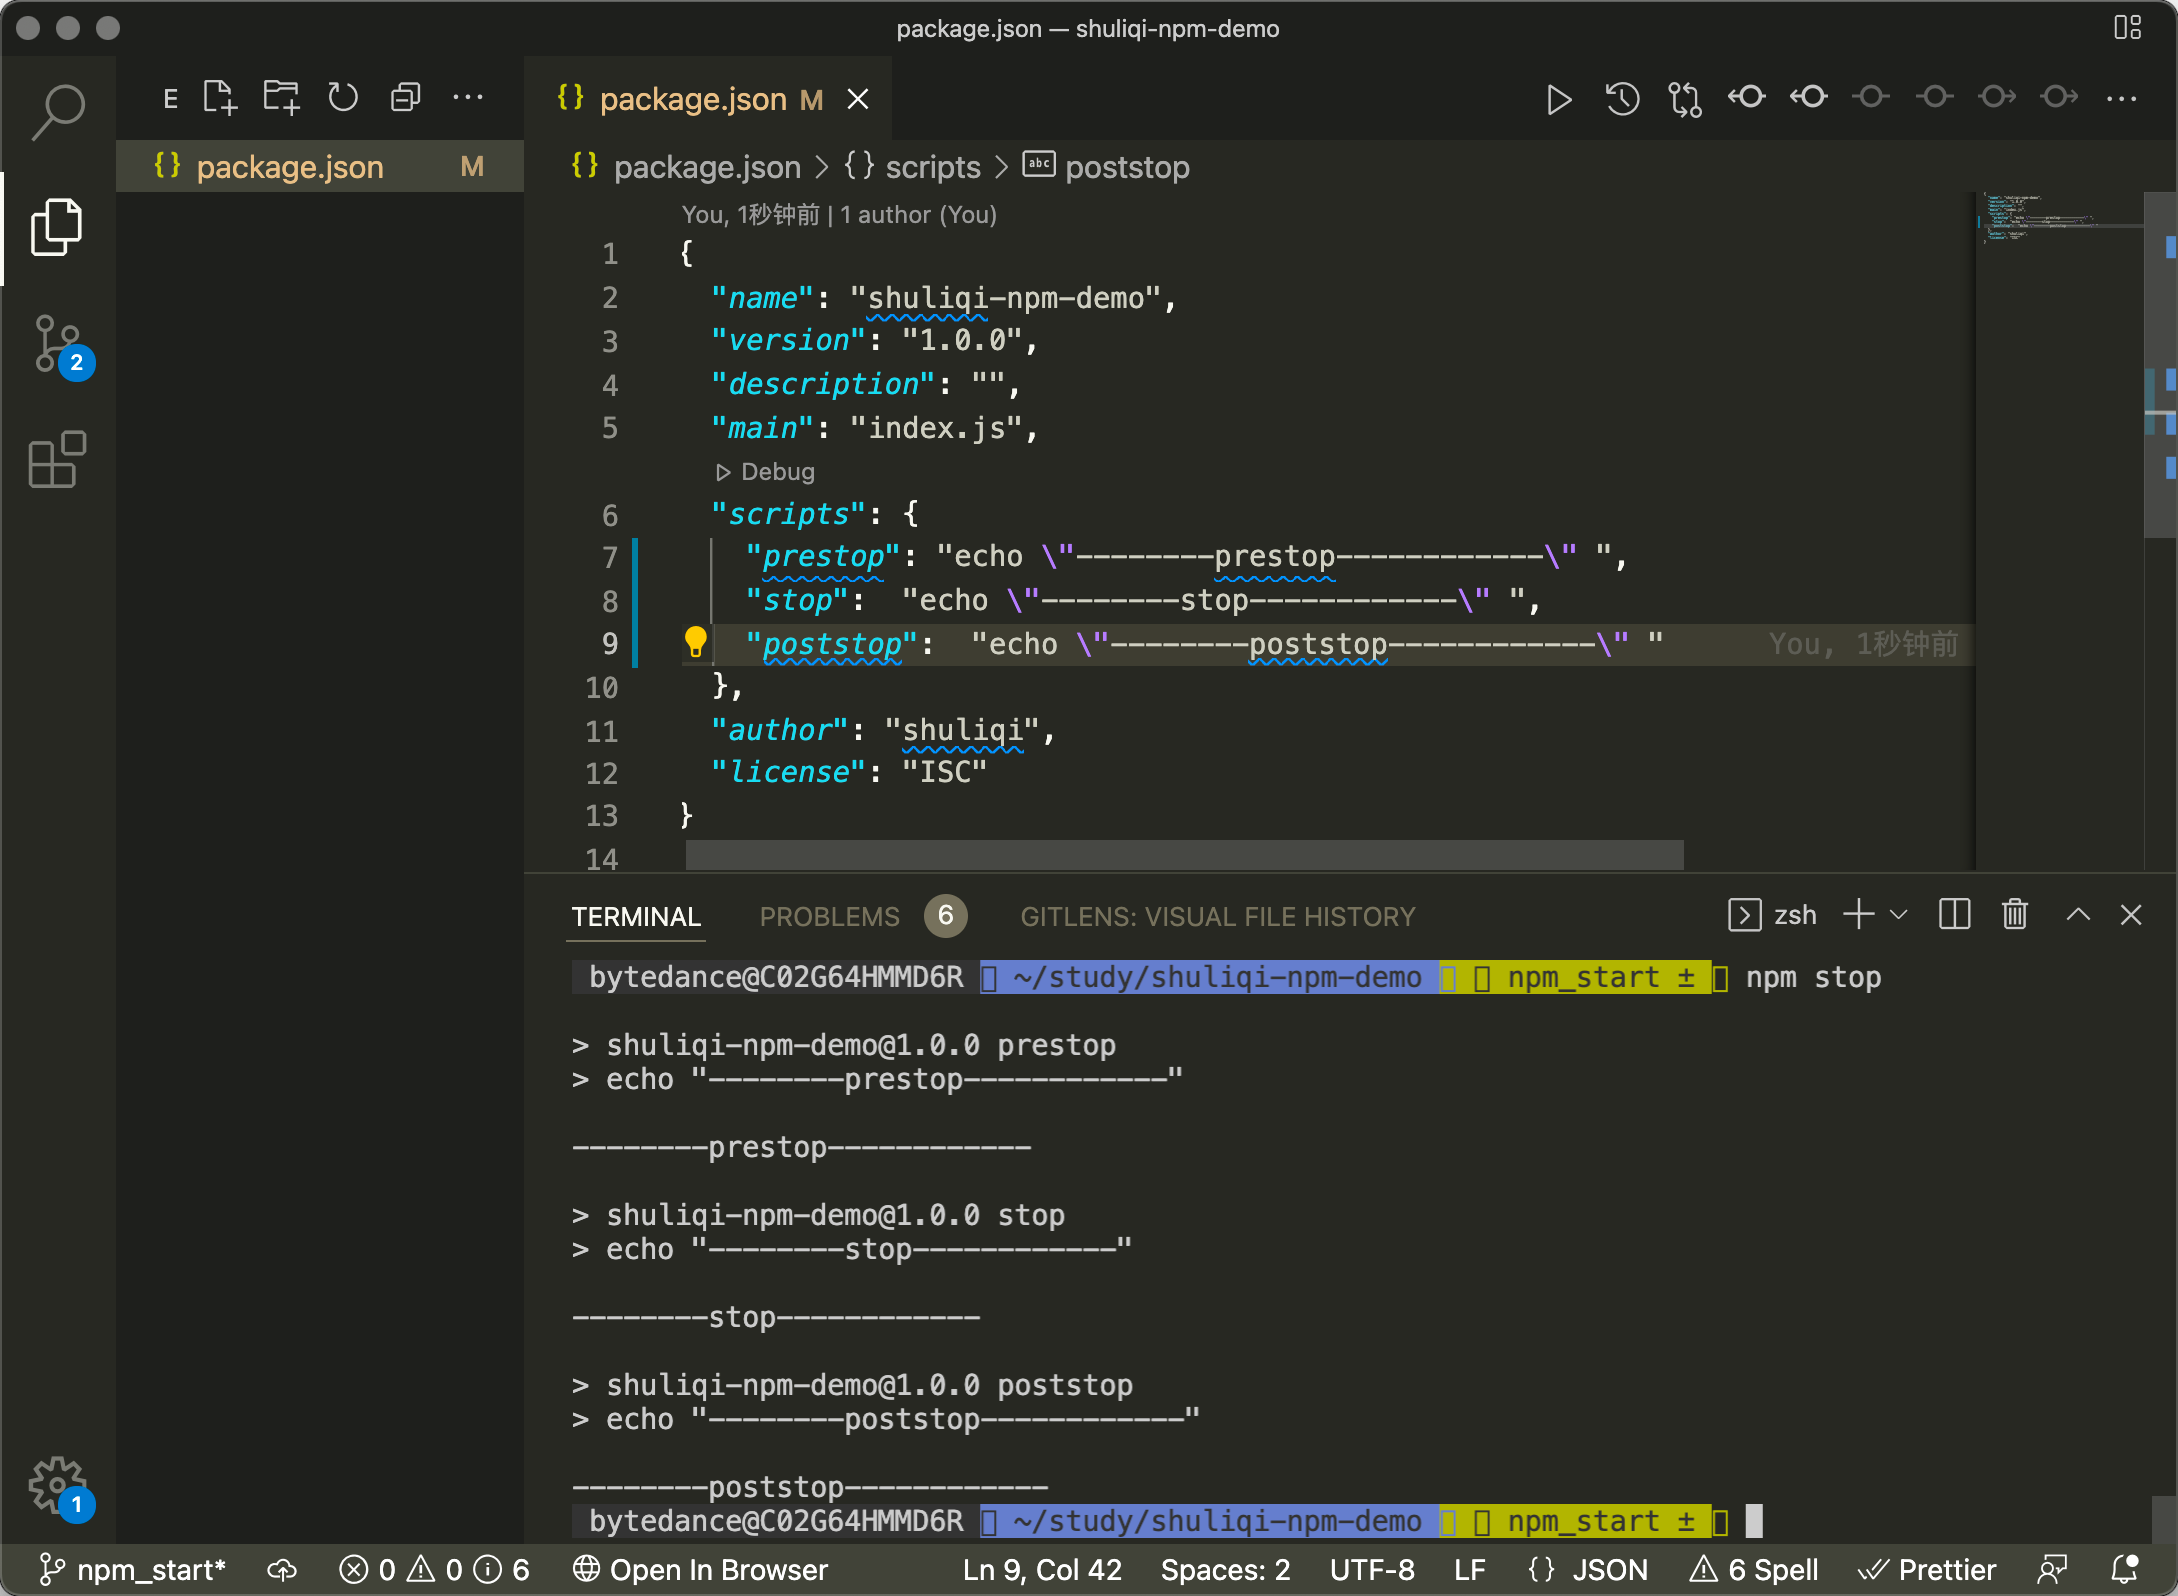 package.json — shuliqi-npm-demo
E
package.json M
package.json M
package.json > {} scripts > abc poststop
You, 1秒钟前 | 1 author (You)
1 {
2 "name": "shuliqi-npm-demo",
3 "version": "1.0.0",
4 "description": "",
5 "main": "index.js",
Debug
6 "scripts": {
7 "prestop": "echo \"--------prestop------------\" ",
8 "stop":  "echo \"--------stop------------\" ",
9 "poststop":  "echo \"--------poststop------------\" " You, 1秒钟前
10 },
11 "author": "shuliqi",
12 "license": "ISC"
13 }
14
TERMINAL PROBLEMS 6 GITLENS: VISUAL FILE HISTORY zsh
bytedance@C02G64HMMD6R ~/study/shuliqi-npm-demo npm_start ± npm stop
> shuliqi-npm-demo@1.0.0 prestop
> echo "--------prestop------------"
--------prestop------------
> shuliqi-npm-demo@1.0.0 stop
> echo "--------stop------------"
--------stop------------
> shuliqi-npm-demo@1.0.0 poststop
> echo "--------poststop------------"
--------poststop------------
bytedance@C02G64HMMD6R ~/study/shuliqi-npm-demo npm_start ±
2
1
npm_start* 0 0 6 Open In Browser Ln 9, Col 42 Spaces: 2 UTF-8 LF {} JSON 6 Spell Prettier